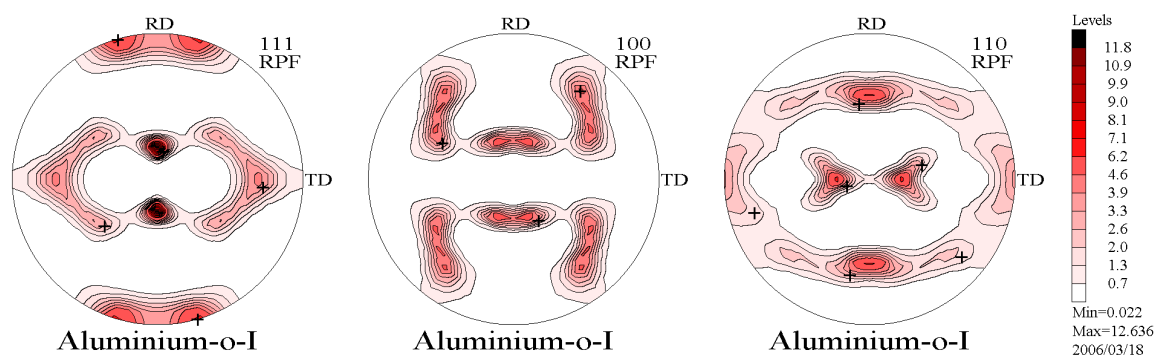 RD
111
RPF
TD
Aluminium-o-I
RD
100
RPF
TD
Aluminium-o-I
RD
110
RPF
TD
Aluminium-o-I
Levels
11.8
10.9
9.9
9.0
8.1
7.1
6.2
4.6
3.9
3.3
2.6
2.0
1.3
0.7
Min=0.022
Max=12.636
2006/03/18